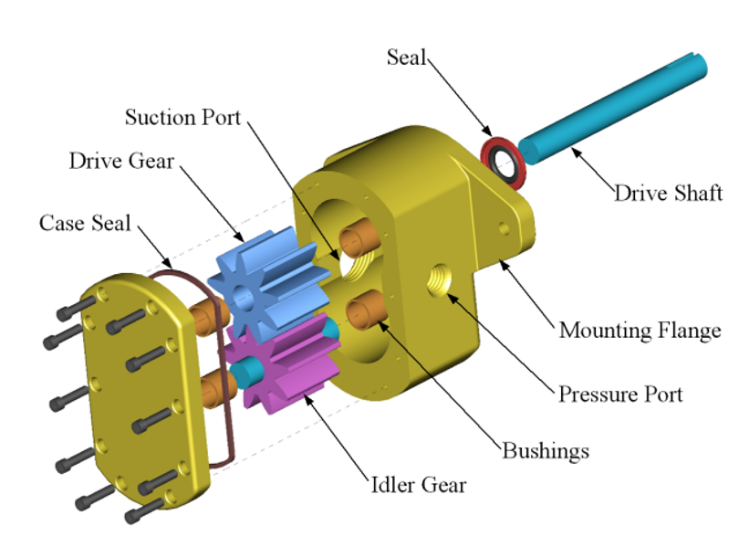 Seal
Suction Port
Drive Gear
Drive Shaft
Case Seal
Mounting Flange
Pressure Port
Bushings
Idler Gear